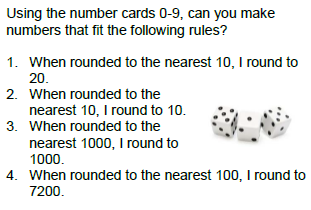 Using the number cards 0-9, can you make
numbers that fit the following rules?
1. When rounded to the nearest 10, I round to
20.
2. When rounded to the
nearest 10, I round to 10.
3. When rounded to the
nearest 1000, I round to
1000.
4. When rounded to the nearest 100, I round to
7200.